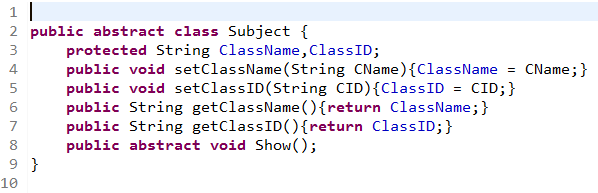 1
2 public abstract class Subject {
3     protected String ClassName,ClassID;
4     public void setClassName(String CName){ClassName = CName;}
5     public void setClassID(String CID){ClassID = CID;}
6     public String getClassName(){return ClassName;}
7     public String getClassID(){return ClassID;}
8     public abstract void Show();
9 }
10